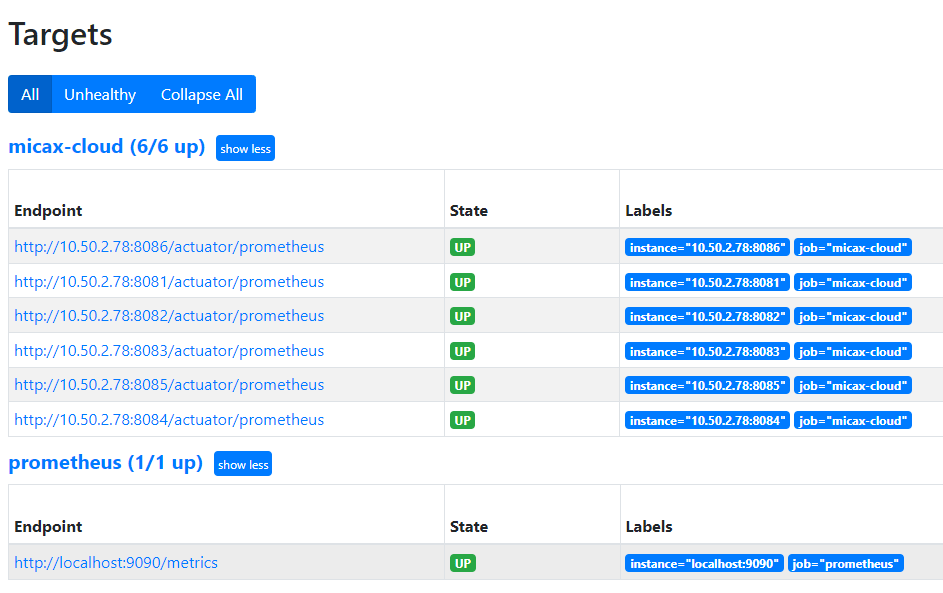 Targets
All Unhealthy Collapse All
micax-cloud (6/6 up) show less
Endpoint State Labels
http://10.50.2.78:8086/actuator/prometheus UP instance="10.50.2.78:8086" job="micax-cloud"
http://10.50.2.78:8081/actuator/prometheus UP instance="10.50.2.78:8081" job="micax-cloud"
http://10.50.2.78:8082/actuator/prometheus UP instance="10.50.2.78:8082" job="micax-cloud"
http://10.50.2.78:8083/actuator/prometheus UP instance="10.50.2.78:8083" job="micax-cloud"
http://10.50.2.78:8085/actuator/prometheus UP instance="10.50.2.78:8085" job="micax-cloud"
http://10.50.2.78:8084/actuator/prometheus UP instance="10.50.2.78:8084" job="micax-cloud"
prometheus (1/1 up) show less
Endpoint State Labels
http://localhost:9090/metrics UP instance="localhost:9090" job="prometheus"